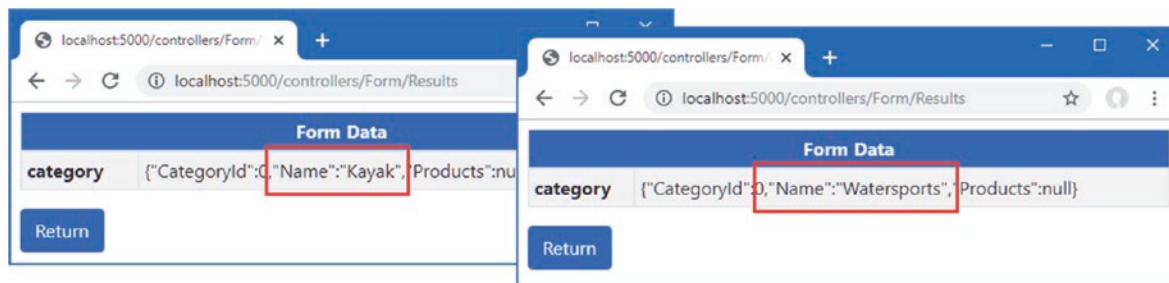 localhost:5000/controllers/Form/
localhost:5000/controllers/Form/Results
Form Data
category {"CategoryId":0,"Name":"Kayak","Products":nu
Return
localhost:5000/controllers/Form/
localhost:5000/controllers/Form/Results
Form Data
category {"CategoryId":0,"Name":"Watersports","Products":null}
Return